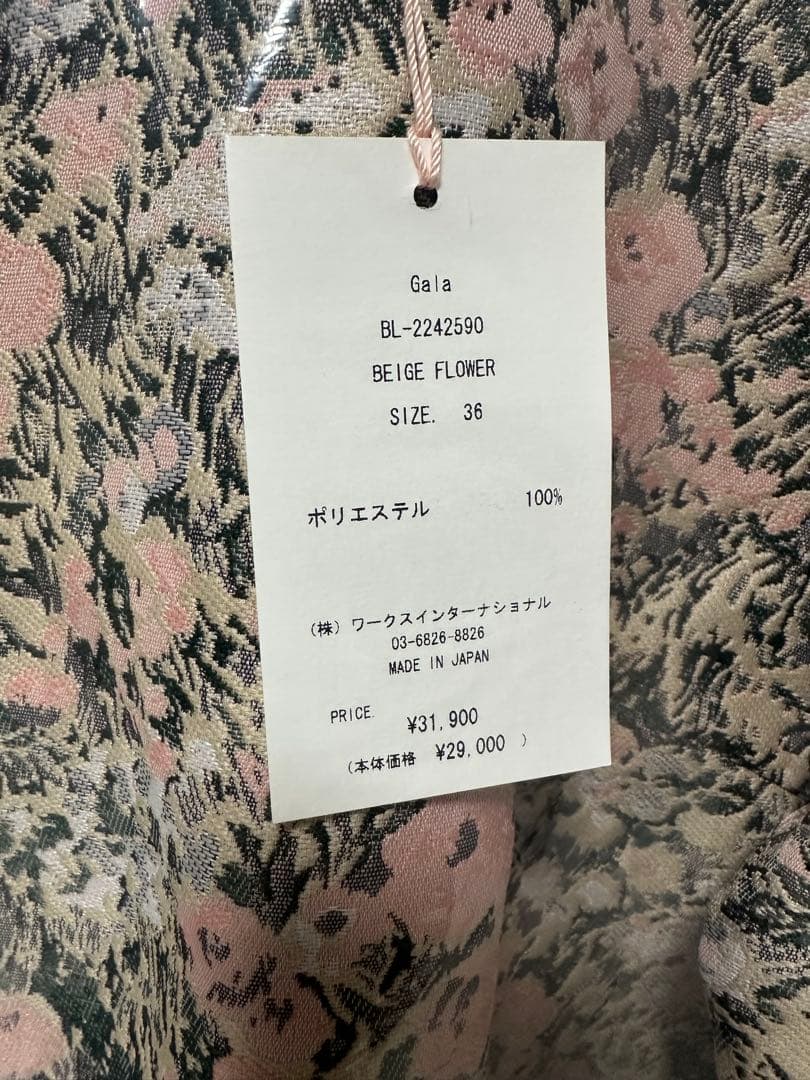 Gala
BL-2242590
BEIGE FLOWER
SIZE. 36
ポリエステル 100%
(株) ワークスインターナショナル
03-6826-8826
MADE IN JAPAN
PRICE. ¥31,900
(本体価格 ¥29,000 )